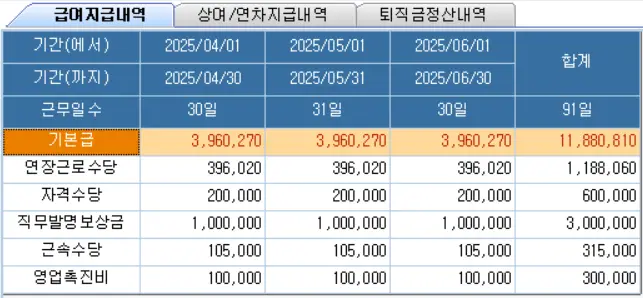 급여지급내역 상여/연차지급내역 퇴직금정산내역
기간(에서) 2025/04/01 2025/05/01 2025/06/01 합계
기간(까지) 2025/04/30 2025/05/31 2025/06/30
근무일수 30일 31일 30일 91일
기본급 3,960,270 3,960,270 3,960,270 11,880,810
연장근로수당 396,020 396,020 396,020 1,188,060
자격수당 200,000 200,000 200,000 600,000
직무발명보상금 1,000,000 1,000,000 1,000,000 3,000,000
근속수당 105,000 105,000 105,000 315,000
영업촉진비 100,000 100,000 100,000 300,000